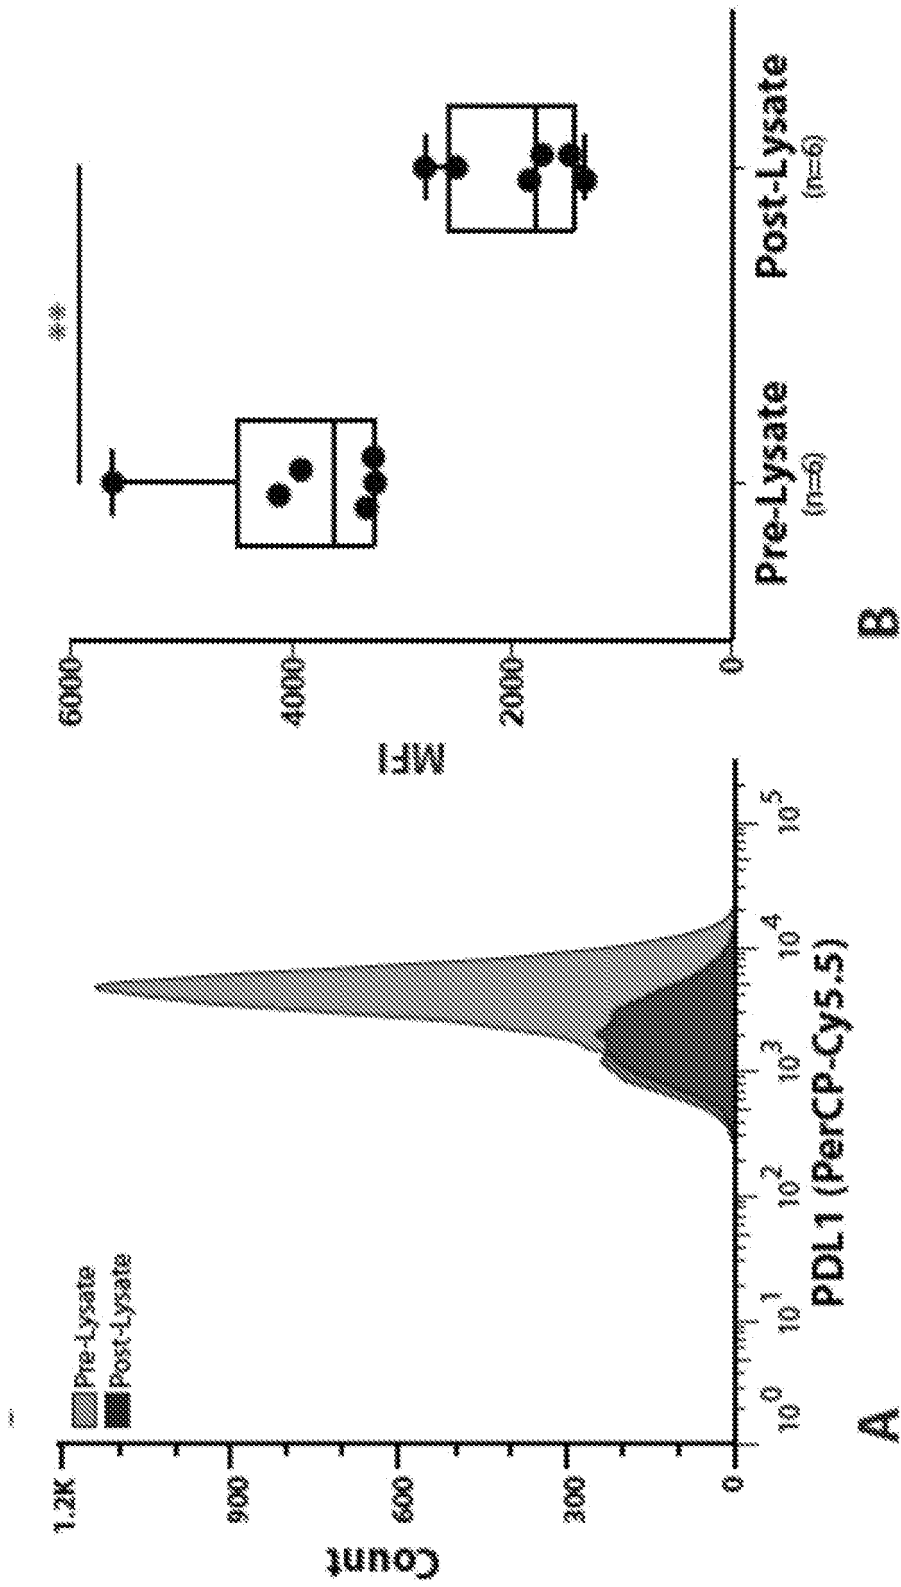 Pre-Lysate
Post-Lysate
Count
1.2K
900
600
300
0
10^0
10^1
10^2
10^3
10^4
10^5
PDL1 (PerCP-Cy5.5)
A
MFI
6000
4000
2000
0
**
Pre-Lysate
(n=6)
Post-Lysate
(n=6)
B